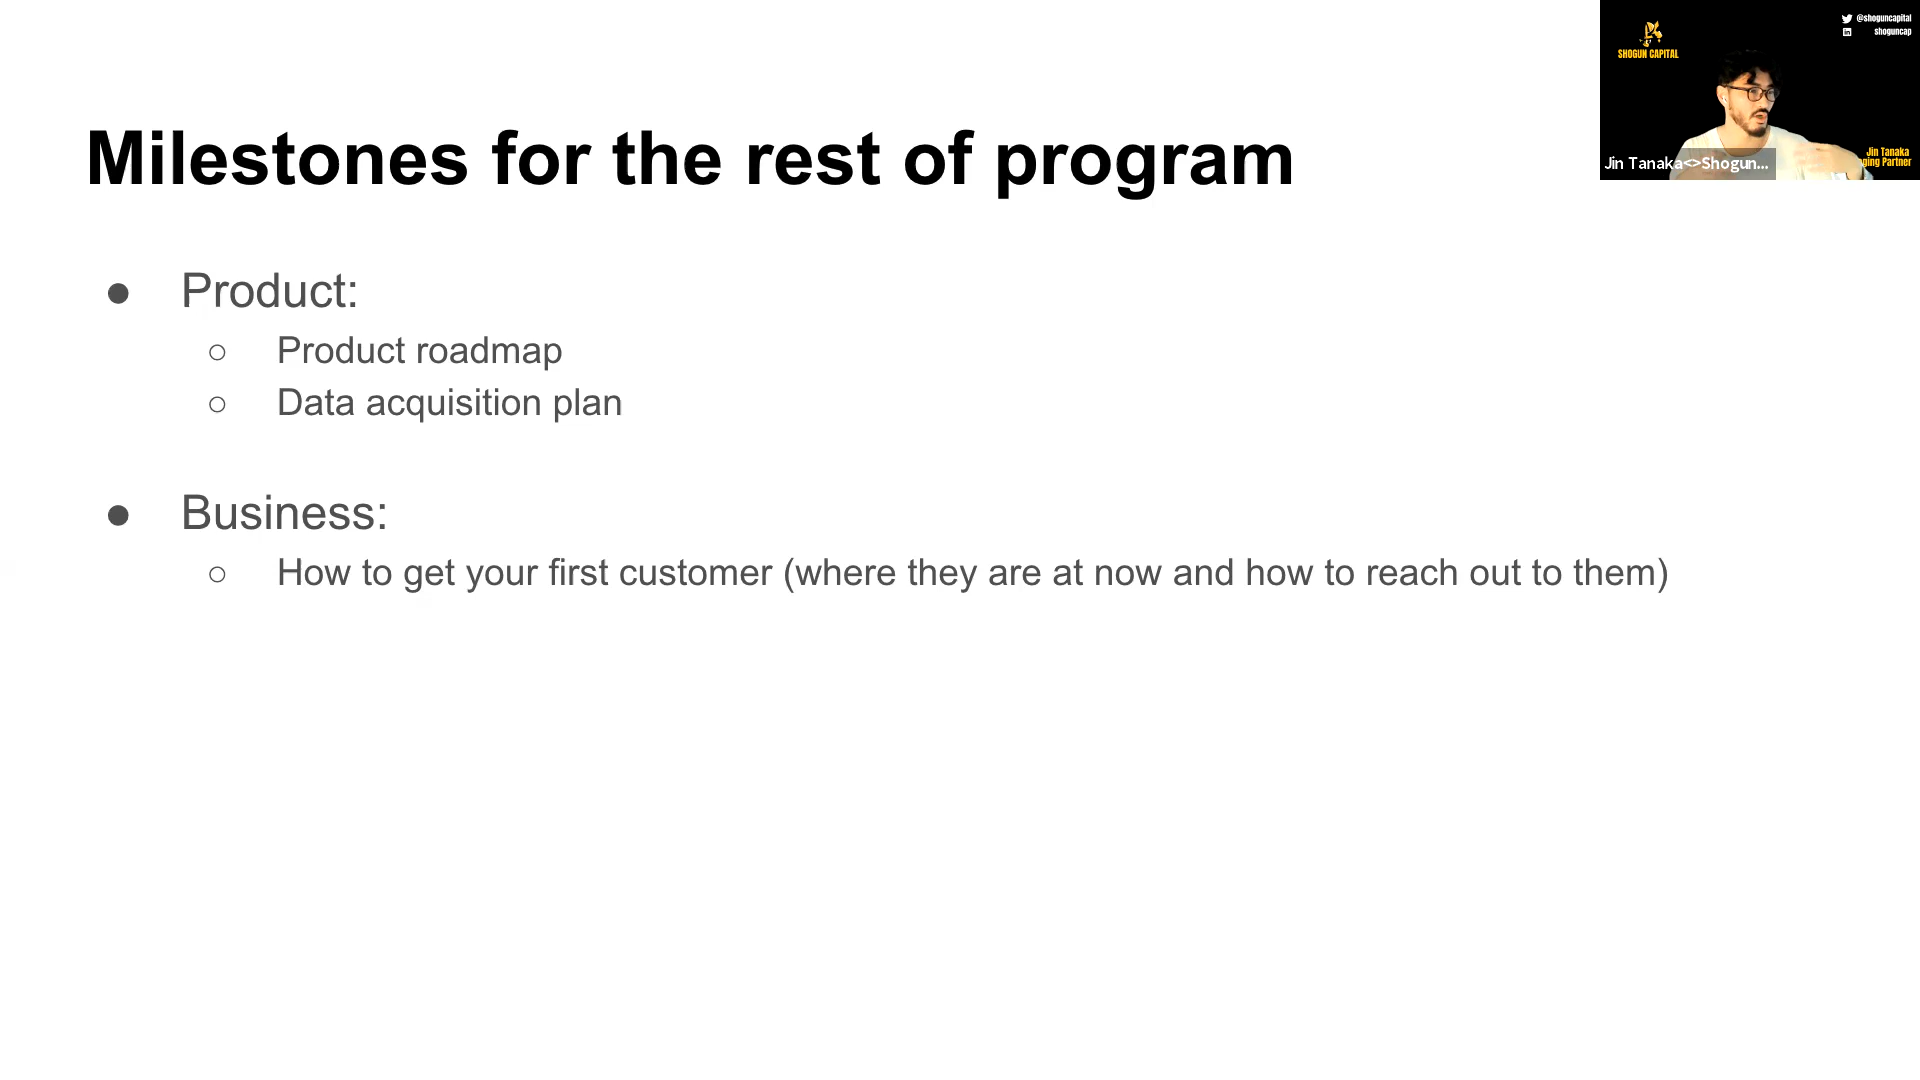 Milestones for the rest of program
● Product:
○ Product roadmap
○ Data acquisition plan
● Business:
○ How to get your first customer (where they are at now and how to reach out to them)
SHOGUN CAPITAL
@shoguncapital
shoguncap
Jin Tanaka
ging Partner
Jin Tanaka<>Shogun...